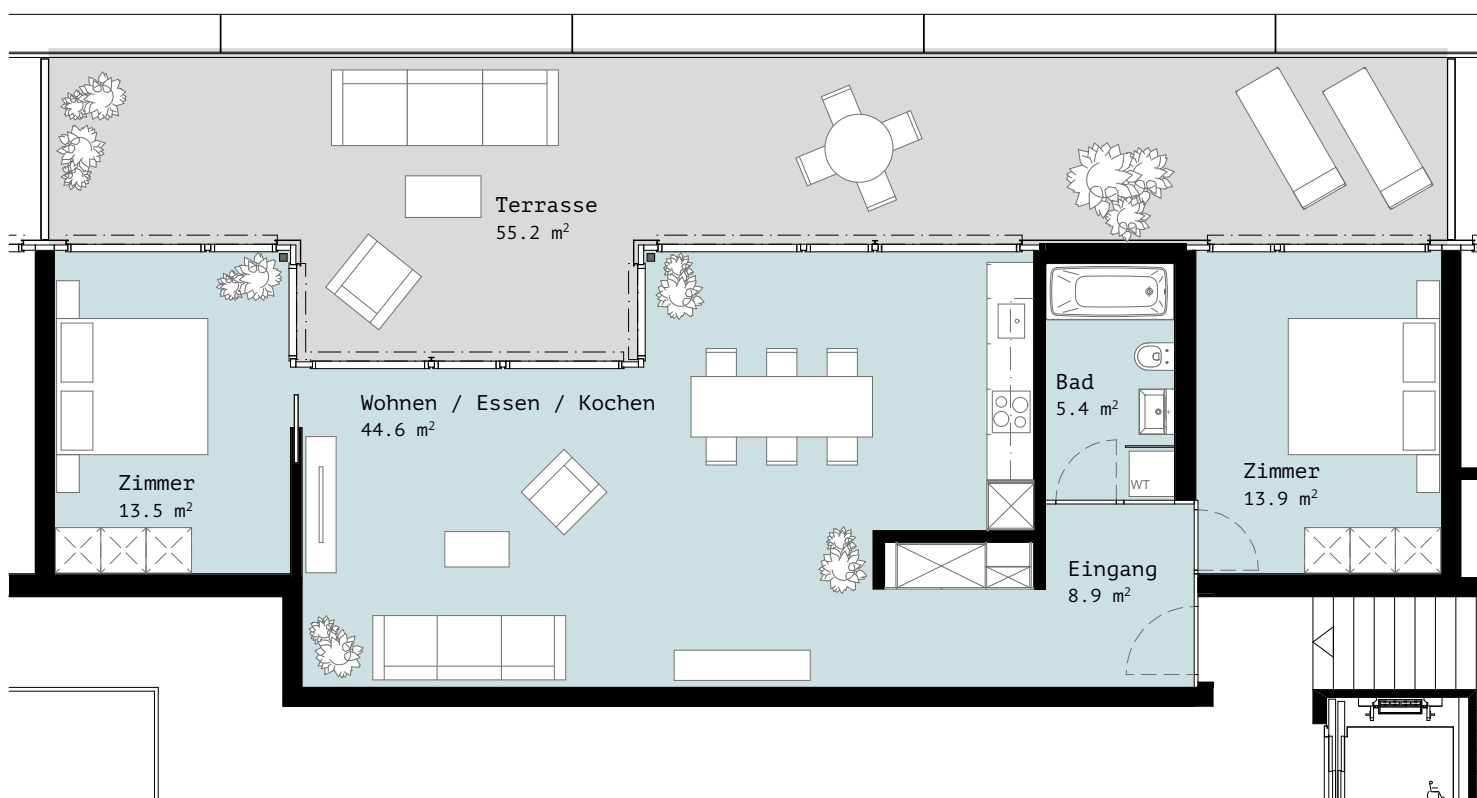 Terrasse
55.2 m²
Wohnen / Essen / Kochen
44.6 m²
Bad
5.4 m²
Zimmer
13.5 m²
Zimmer
13.9 m²
WT
Eingang
8.9 m²